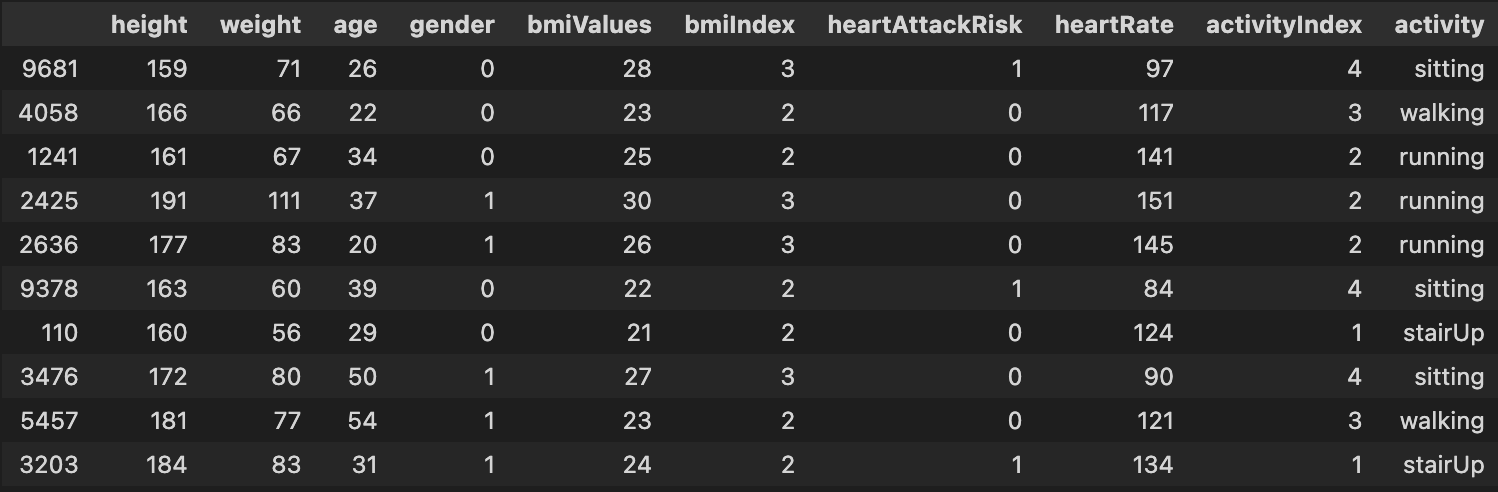 height weight age gender bmiValues bmiIndex heartAttackRisk heartRate activityIndex activity
9681 159 71 26 0 28 3 1 97 4 sitting
4058 166 66 22 0 23 2 0 117 3 walking
1241 161 67 34 0 25 2 0 141 2 running
2425 191 111 37 1 30 3 0 151 2 running
2636 177 83 20 1 26 3 0 145 2 running
9378 163 60 39 0 22 2 1 84 4 sitting
110 160 56 29 0 21 2 0 124 1 stairUp
3476 172 80 50 1 27 3 0 90 4 sitting
5457 181 77 54 1 23 2 0 121 3 walking
3203 184 83 31 1 24 2 1 134 1 stairUp